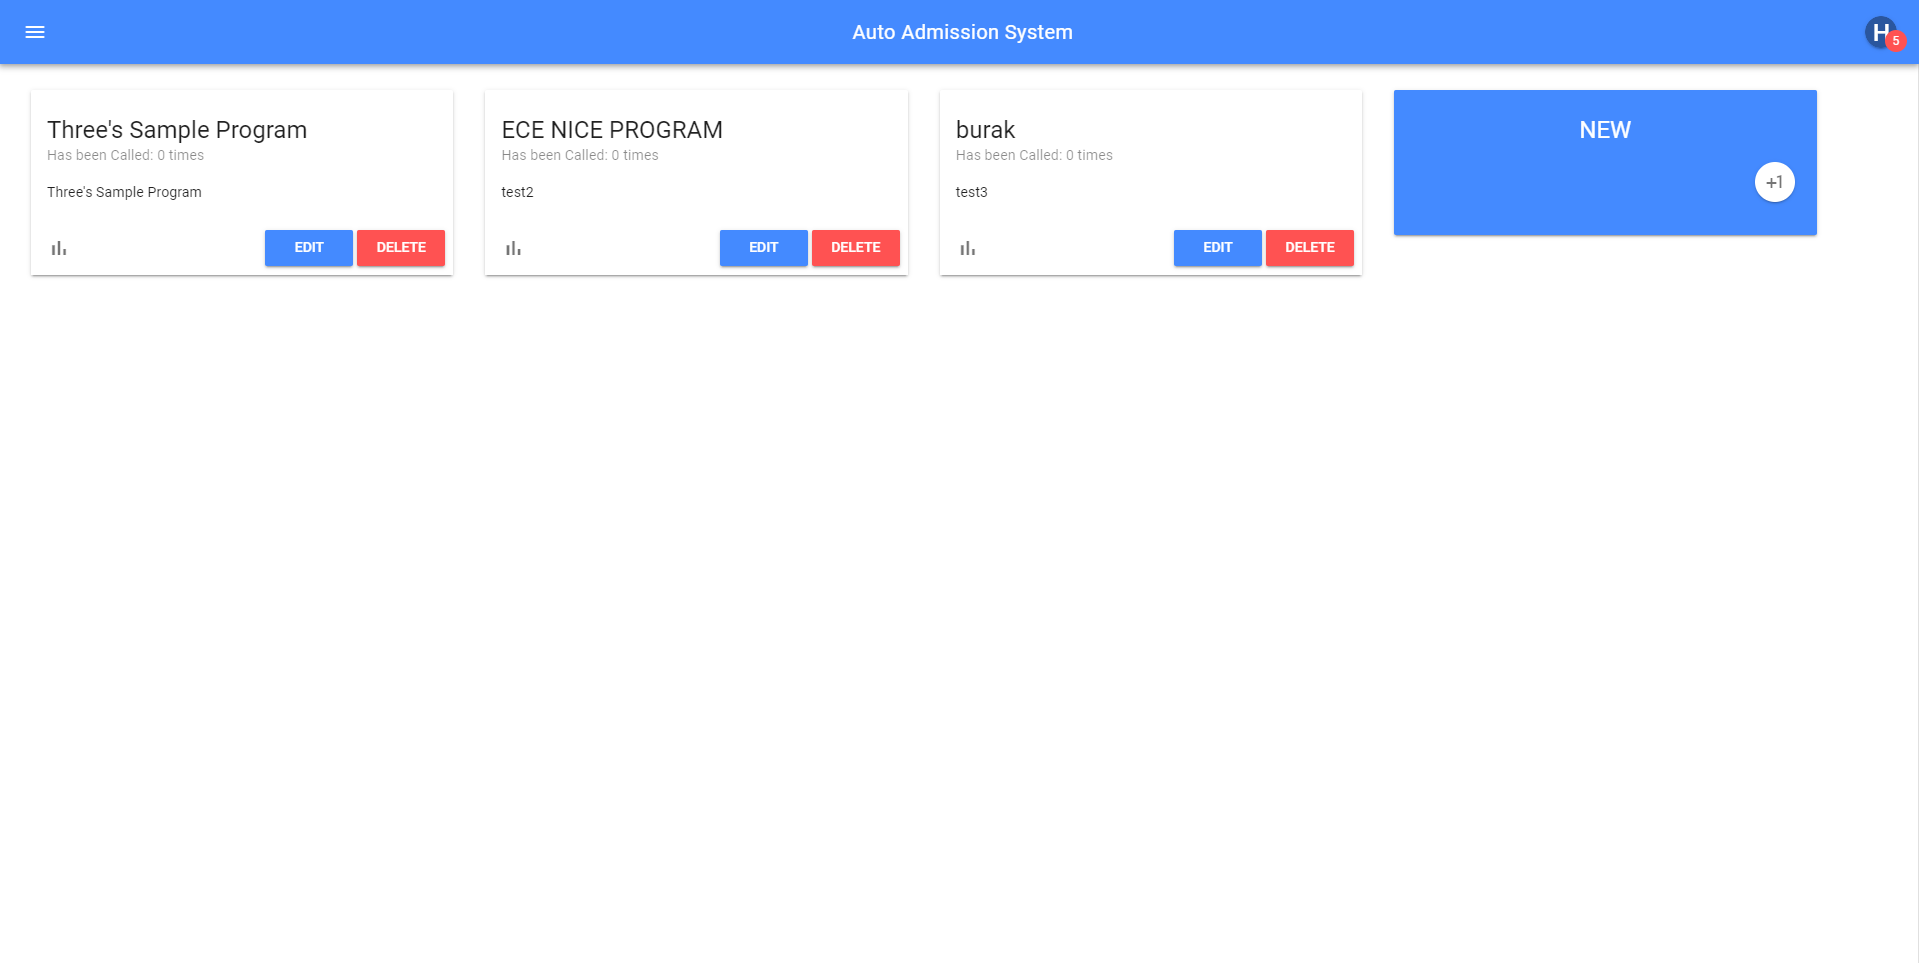 Auto Admission System
H
5
Three's Sample Program
Has been Called: 0 times
Three's Sample Program
EDIT DELETE
ECE NICE PROGRAM
Has been Called: 0 times
test2
EDIT DELETE
burak
Has been Called: 0 times
test3
EDIT DELETE
NEW
+1